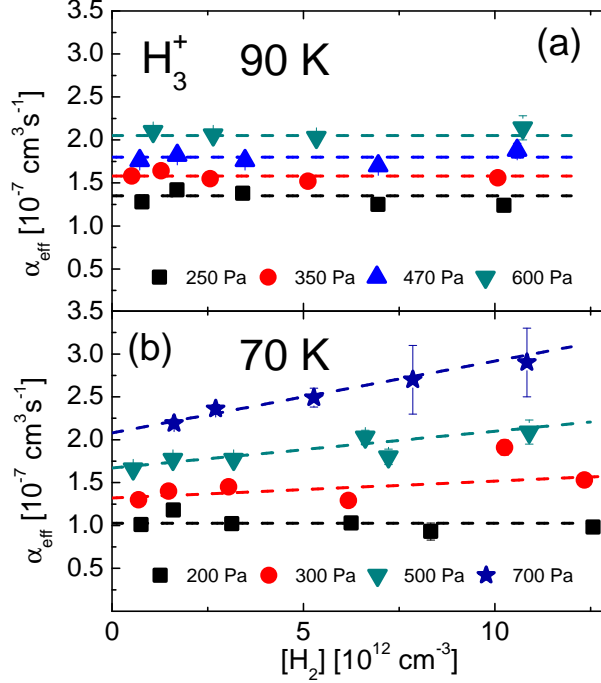 3.5
H₃⁺ 90 K (a)
3.0
2.5
2.0
1.5
1.0
0.5
α_eff [10⁻⁷ cm³s⁻¹]
250 Pa 350 Pa 470 Pa 600 Pa
3.5
(b) 70 K
3.0
2.5
2.0
1.5
1.0
0.5
α_eff [10⁻⁷ cm³s⁻¹]
200 Pa 300 Pa 500 Pa 700 Pa
0 5 10
[H₂] [10¹² cm⁻³]